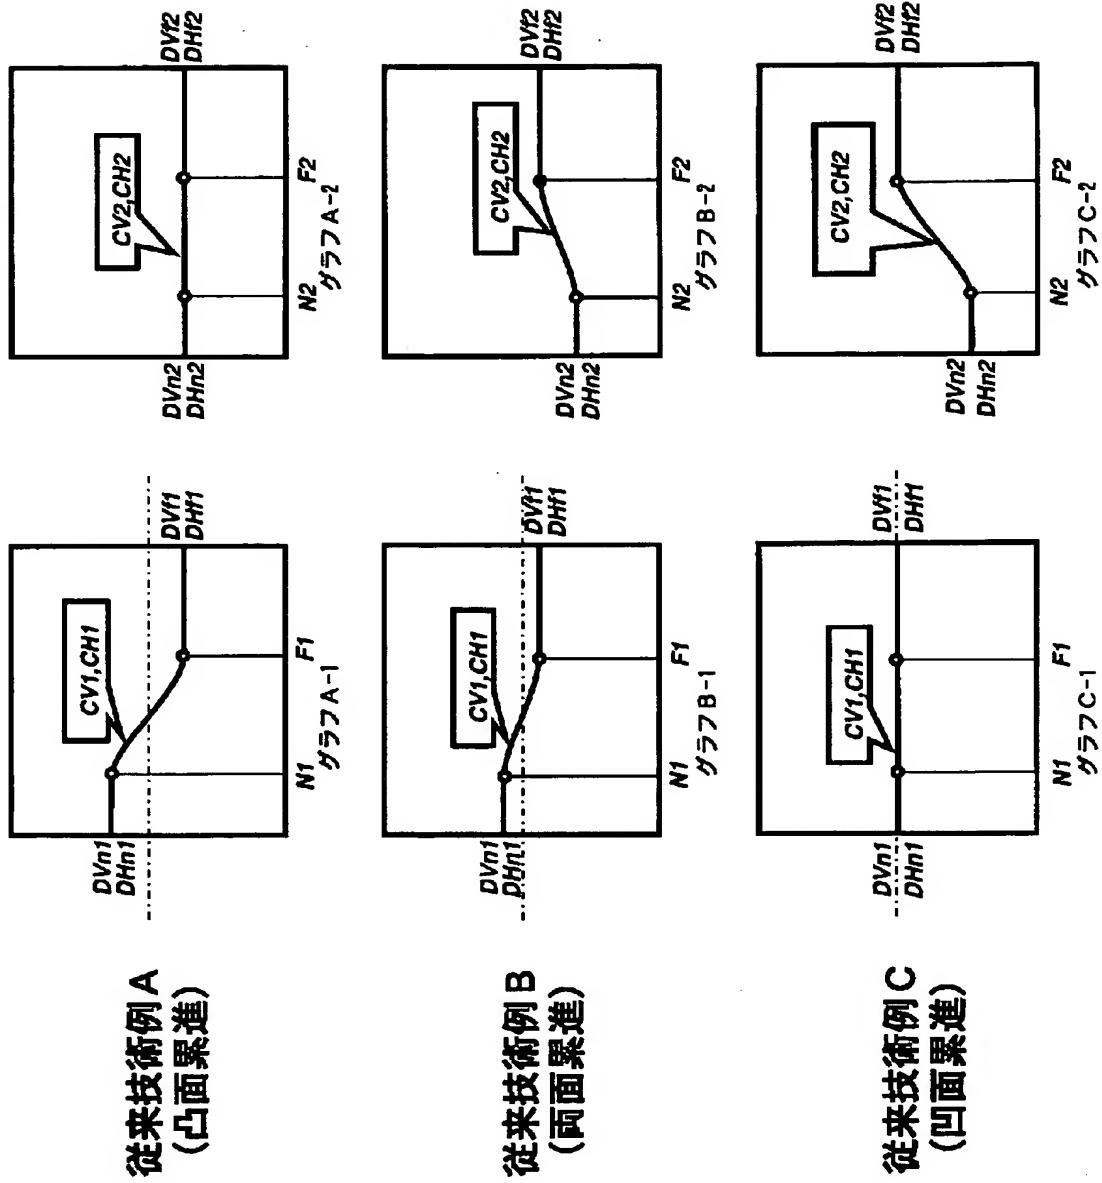 従来技術例A
(凸面累進)
DVn1
DHn1
CV1,CH1
DVf1
DHf1
N1
F1
グラフA-1
DVn2
DHn2
CV2,CH2
DVf2
DHf2
N2
F2
グラフA-2
従来技術例B
(両面累進)
DVn1
DHn1
CV1,CH1
DVf1
DHf1
N1
F1
グラフB-1
DVn2
DHn2
CV2,CH2
DVf2
DHf2
N2
F2
グラフB-2
従来技術例C
(凹面累進)
DVn1
DHn1
CV1,CH1
DVf1
DHf1
N1
F1
グラフC-1
DVn2
DHn2
CV2,CH2
DVf2
DHf2
N2
F2
グラフC-2